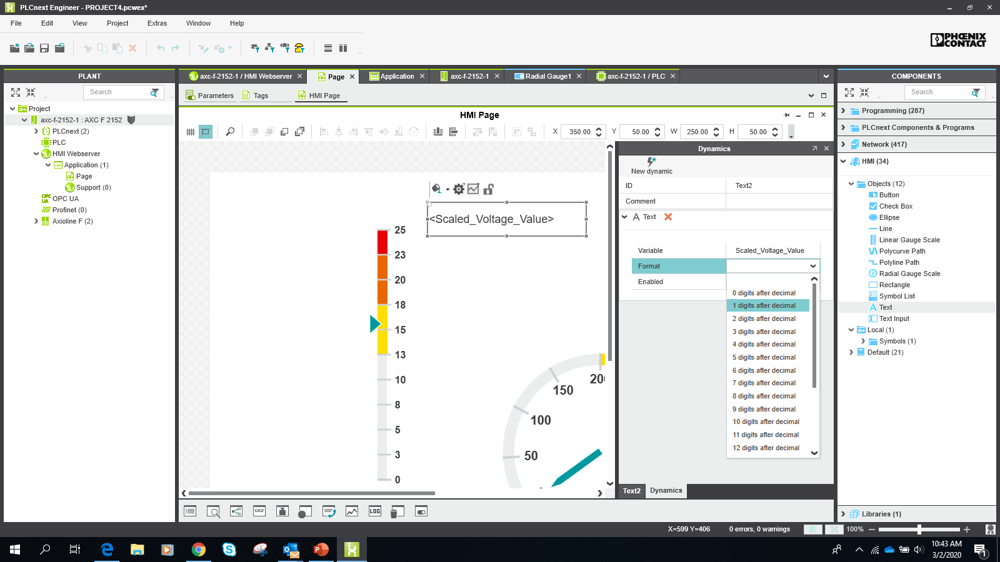 PLCnext Engineer - PROJECT4.pcwex*
File Edit View Project Extras Window Help
PHŒNIX
CONTACT
PLANT
Search
Project
axc-f-2152-1 : AXC F 2152
PLCnext (2)
PLC
HMI Webserver
Application (1)
Page
Support (0)
OPC UA
OPC UA
Profinet (0)
Axioline F (2)
axc-f-2152-1 / HMI Webserver
Page
Application
axc-f-2152-1
Radial Gauge1
axc-f-2152-1 / PLC
Parameters
Tags
HMI Page
HMI Page
X 350.00 Y 50.00 W 250.00 H 50.00
<Scaled_Voltage_Value>
25
23
20
18
15
13
10
8
5
3
0
200
150
100
50
Dynamics
New dynamic
ID Text2
Comment
A Text
Variable Scaled_Voltage_Value
Format
Enabled
0 digits after decimal
1 digits after decimal
2 digits after decimal
3 digits after decimal
4 digits after decimal
5 digits after decimal
6 digits after decimal
7 digits after decimal
8 digits after decimal
9 digits after decimal
10 digits after decimal
11 digits after decimal
12 digits after decimal
Text2 Dynamics
LOG
COMPONENTS
Search
Programming (287)
PLCnext Components & Programs
Network (417)
HMI (34)
Objects (12)
Button
Check Box
Ellipse
Line
Linear Gauge Scale
Polycurve Path
Polyline Path
Radial Gauge Scale
Rectangle
Symbol List
Text
Text Input
Local (1)
Symbols (1)
Default (21)
Libraries (1)
X=599 Y=406 0 errors, 0 warnings 100%
10:43 AM
3/2/2020
1